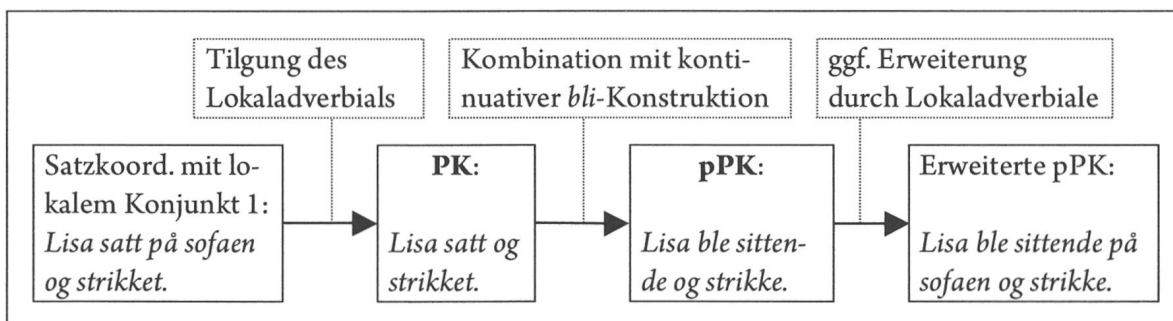 Tilgung des
Lokaladverbials
Kombination mit konti-
nuativer bli-Konstruktion
ggf. Erweiterung
durch Lokaladverbiale
Satzkoord. mit lo-
kalem Konjunkt 1:
Lisa satt på sofaen
og strikket.
PK:
Lisa satt og
strikket.
pPK:
Lisa ble sitten-
de og strikke.
Erweiterte pPK:
Lisa ble sittende på
sofaen og strikke.